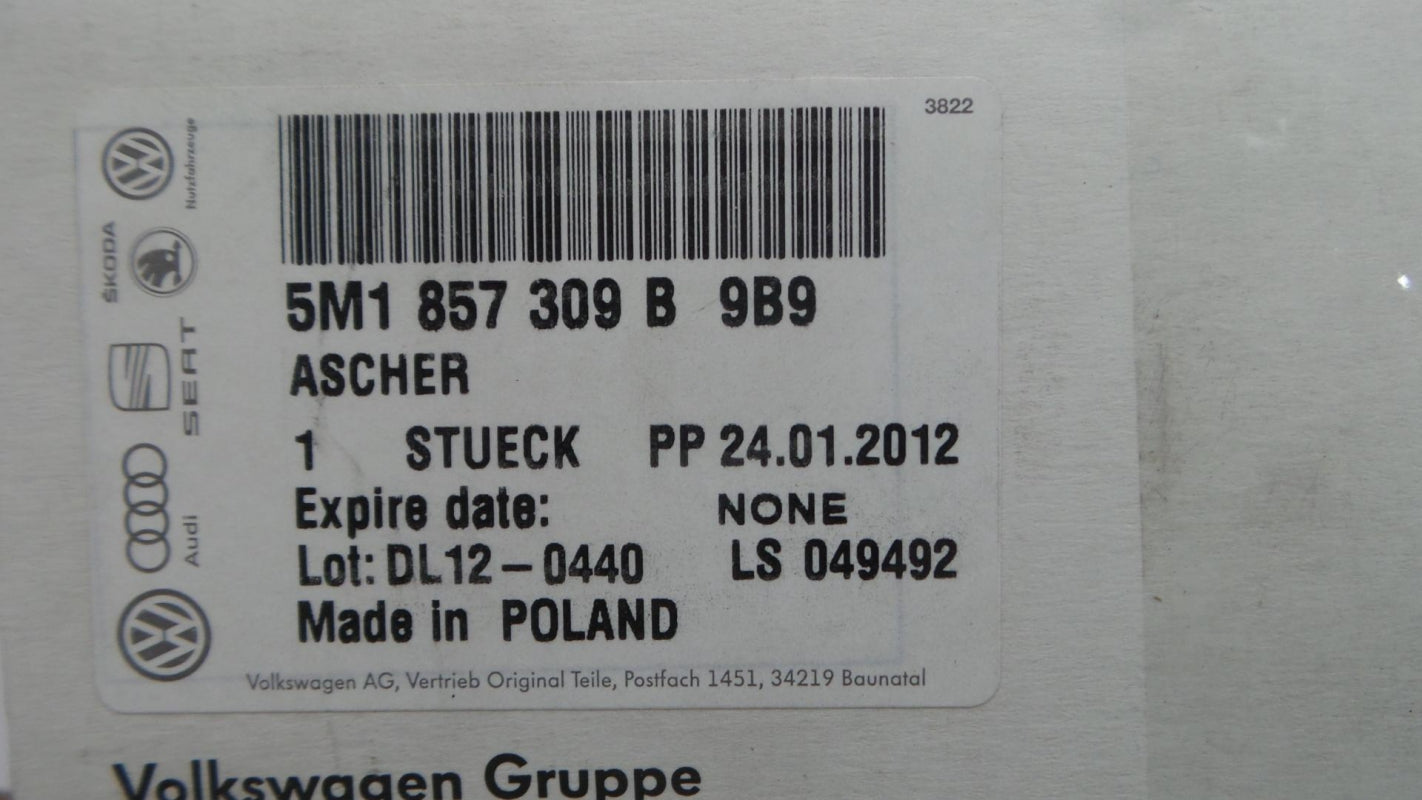 3822
Nutzfahrzeuge
ŠKODA
SEAT
Audi
5M1 857 309 B 9B9
ASCHER
1 STUECK PP 24.01.2012
Expire date: NONE
Lot: DL12-0440 LS 049492
Made in POLAND
Volkswagen AG, Vertrieb Original Teile, Postfach 1451, 34219 Baunatal
Volkswagen Gruppe